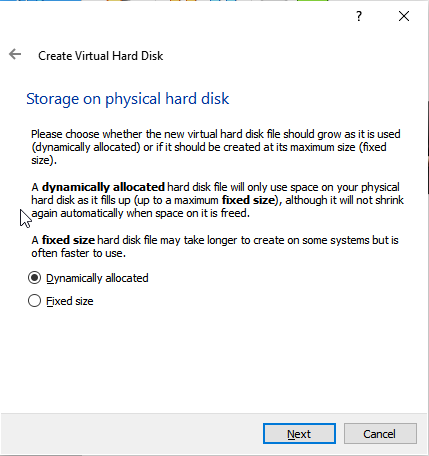 ?
Create Virtual Hard Disk
Storage on physical hard disk
Please choose whether the new virtual hard disk file should grow as it is used
(dynamically allocated) or if it should be created at its maximum size (fixed
size).
A dynamically allocated hard disk file will only use space on your physical
hard disk as it fills up (up to a maximum fixed size), although it will not shrink
again automatically when space on it is freed.
A fixed size hard disk file may take longer to create on some systems but is
often faster to use.
Dynamically allocated
Fixed size
Next
Cancel